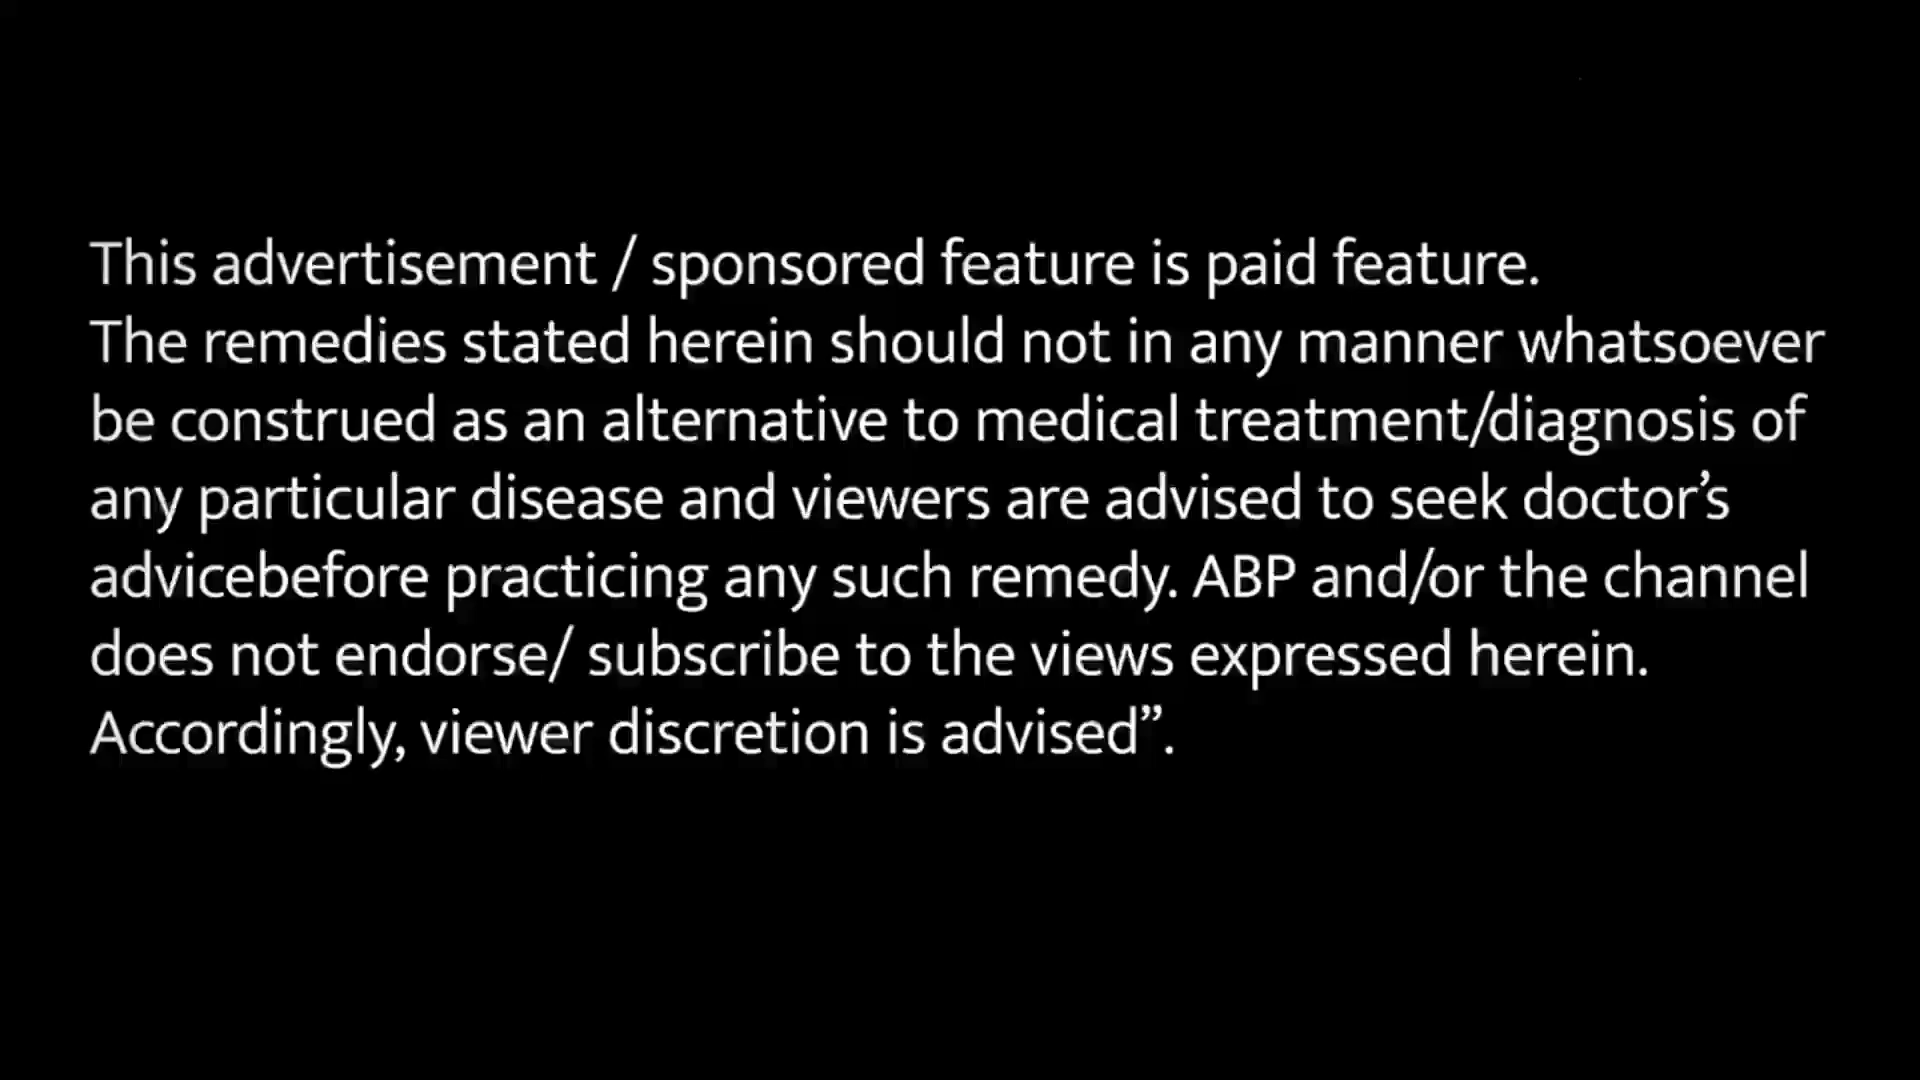 This advertisement / sponsored feature is paid feature.
The remedies stated herein should not in any manner whatsoever
be construed as an alternative to medical treatment/diagnosis of
any particular disease and viewers are advised to seek doctor’s
advicebefore practicing any such remedy. ABP and/or the channel
does not endorse/ subscribe to the views expressed herein.
Accordingly, viewer discretion is advised”.